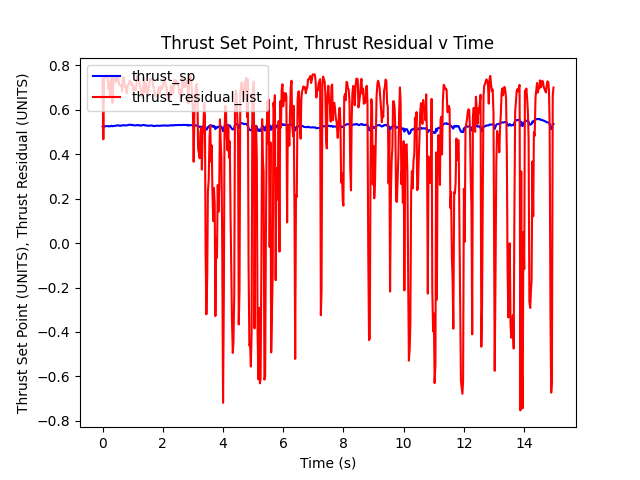 Thrust Set Point, Thrust Residual v Time
thrust_sp
thrust_residual_list
Thrust Set Point (UNITS), Thrust Residual (UNITS)
0.8
0.6
0.4
0.2
0.0
−0.2
−0.4
−0.6
−0.8
0 2 4 6 8 10 12 14
Time (s)